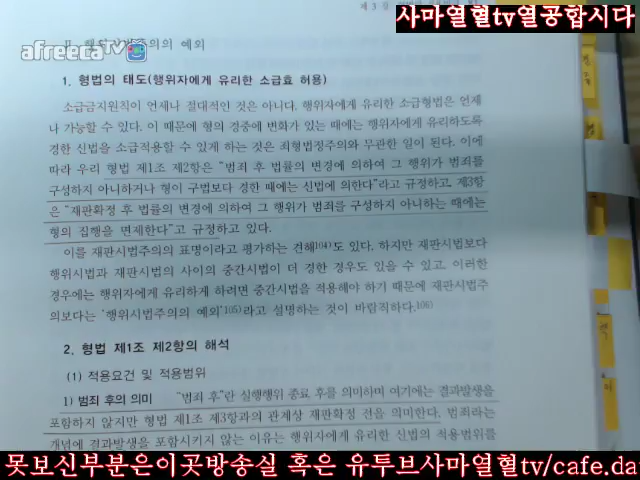 제 3 절
사마열혈tv열공합시다
afreecaTV
의 예외
1. 형법의 태도(행위자에게 유리한 소급효 허용)
소급금지원칙이 언제나 절대적인 것은 아니다. 행위자에게 유리한 소급형법은 언제
나 가능할 수 있다. 이 때문에 형의 경중에 변화가 있는 때에는 행위자에게 유리하도록
경한 신법을 소급적용할 수 있게 하는 것은 죄형법정주의와 무관한 일이 된다. 이에
따라 우리 형법 제1조 제2항은 “범죄 후 법률의 변경에 의하여 그 행위가 범죄를
구성하지 아니하거나 형이 구법보다 경한 때에는 신법에 의한다”라고 규정하고, 제3항
은 “재판확정 후 법률의 변경에 의하여 그 행위가 범죄를 구성하지 아니하는 때에는
형의 집행을 면제한다”고 규정하고 있다.
이를 재판시법주의의 표명이라고 평가하는 견해104)도 있다. 하지만 재판시법보다
행위시법과 재판시법의 사이의 중간시법이 더 경한 경우도 있을 수 있고, 이러한
경우에는 행위자에게 유리하게 하려면 중간시법을 적용해야 하기 때문에 재판시법주
의보다는 ‘행위시법주의의 예외’105)라고 설명하는 것이 바람직하다.106)
2. 형법 제1조 제2항의 해석
(1) 적용요건 및 적용범위
1) 범죄 후의 의미 “범죄 후”란 실행행위 종료 후를 의미하며 여기에는 결과발생을
포함하지 않지만 형법 제1조 제3항과의 관계상 재판확정 전을 의미한다. 범죄라는
개념에 결과발생을 포함시키지 않는 이유는 행위자에게 유리한 신법의 적용범위를
못보신부분은이곳방송실 혹은 유투브사마열혈tv/cafe.da